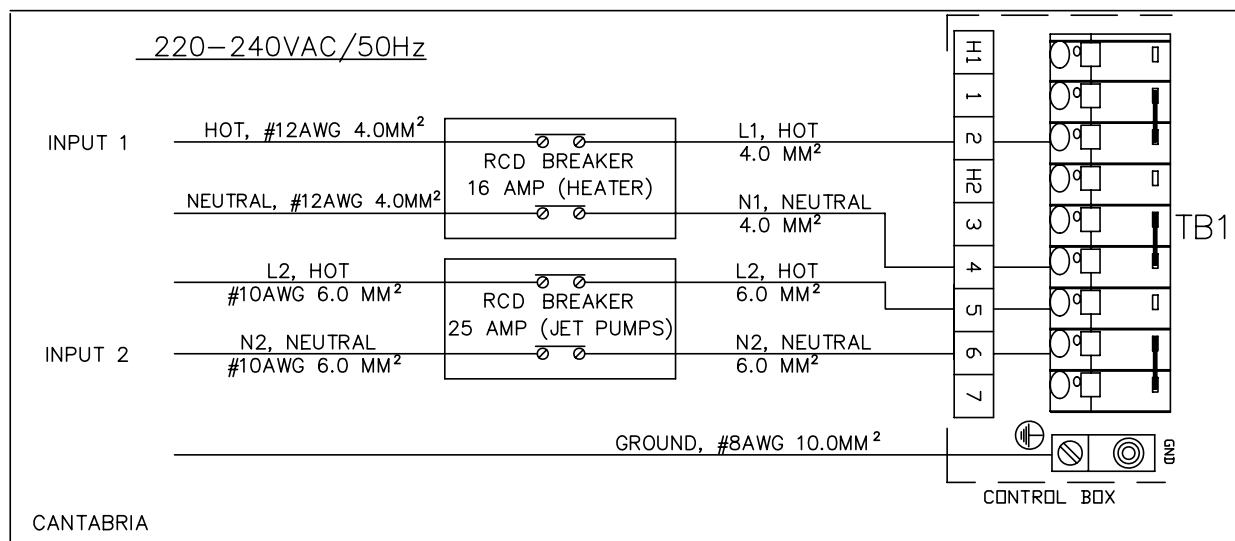 220-240VAC/50Hz
INPUT 1
HOT, #12AWG 4.0MM²
NEUTRAL, #12AWG 4.0MM²
RCD BREAKER
16 AMP (HEATER)
L1, HOT
4.0 MM²
N1, NEUTRAL
4.0 MM²
INPUT 2
L2, HOT
#10AWG 6.0 MM²
N2, NEUTRAL
#10AWG 6.0 MM²
RCD BREAKER
25 AMP (JET PUMPS)
L2, HOT
6.0 MM²
N2, NEUTRAL
6.0 MM²
GROUND, #8AWG 10.0MM²
H1
1
2
H2
3
4
5
6
7
TB1
GND
CONTROL BOX
CANTABRIA